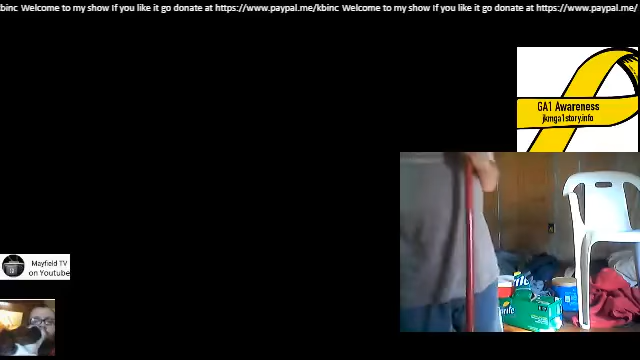 kbinc Welcome to my show If you like it go donate at https://www.paypal.me/kbinc Welcome to my show If you like it go donate at https://www.paypal.me/
GA1 Awareness
jkmga1story.info
Mayfield TV
on Youtube
rite
Sprite